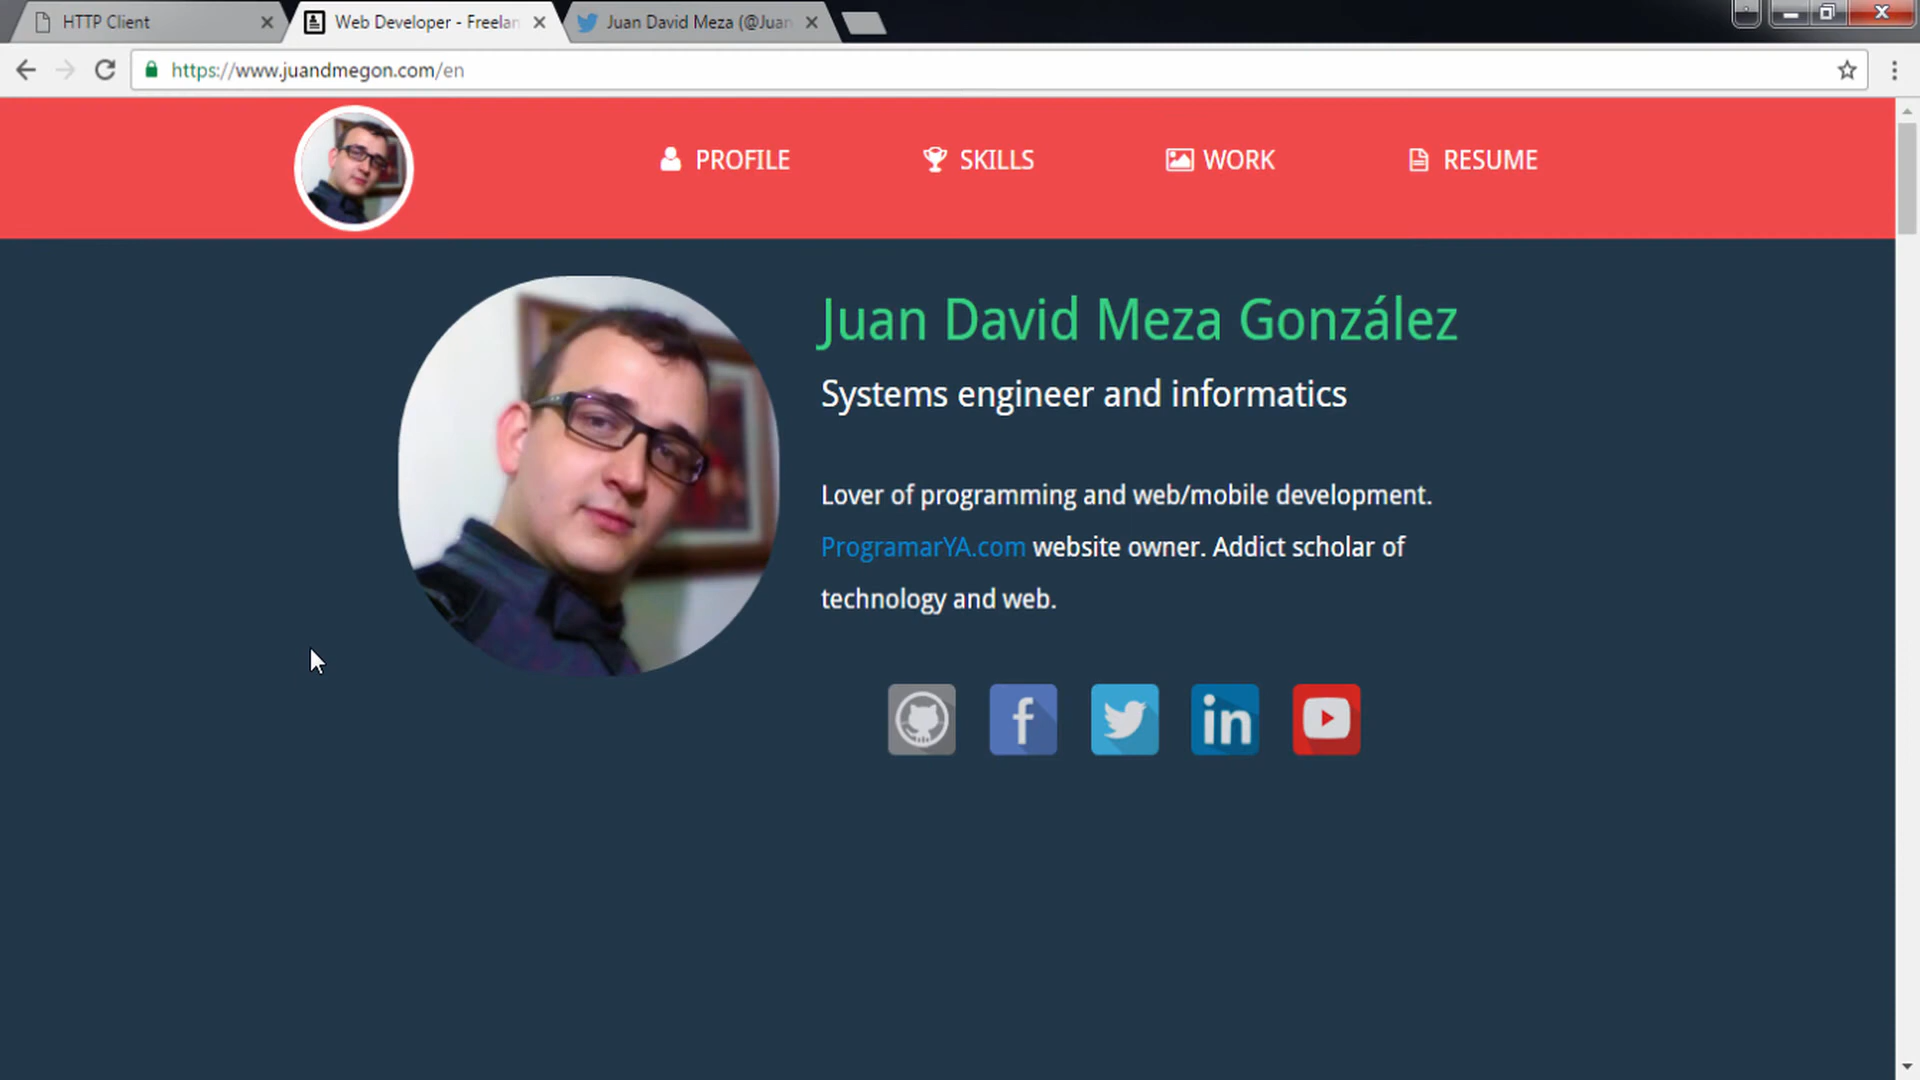 HTTP Client
Web Developer - Freelan
Juan David Meza (@Juan
https://www.juandmegon.com/en
PROFILE
SKILLS
WORK
RESUME
Juan David Meza González
Systems engineer and informatics
Lover of programming and web/mobile development.
ProgramarYA.com website owner. Addict scholar of
technology and web.
f
in